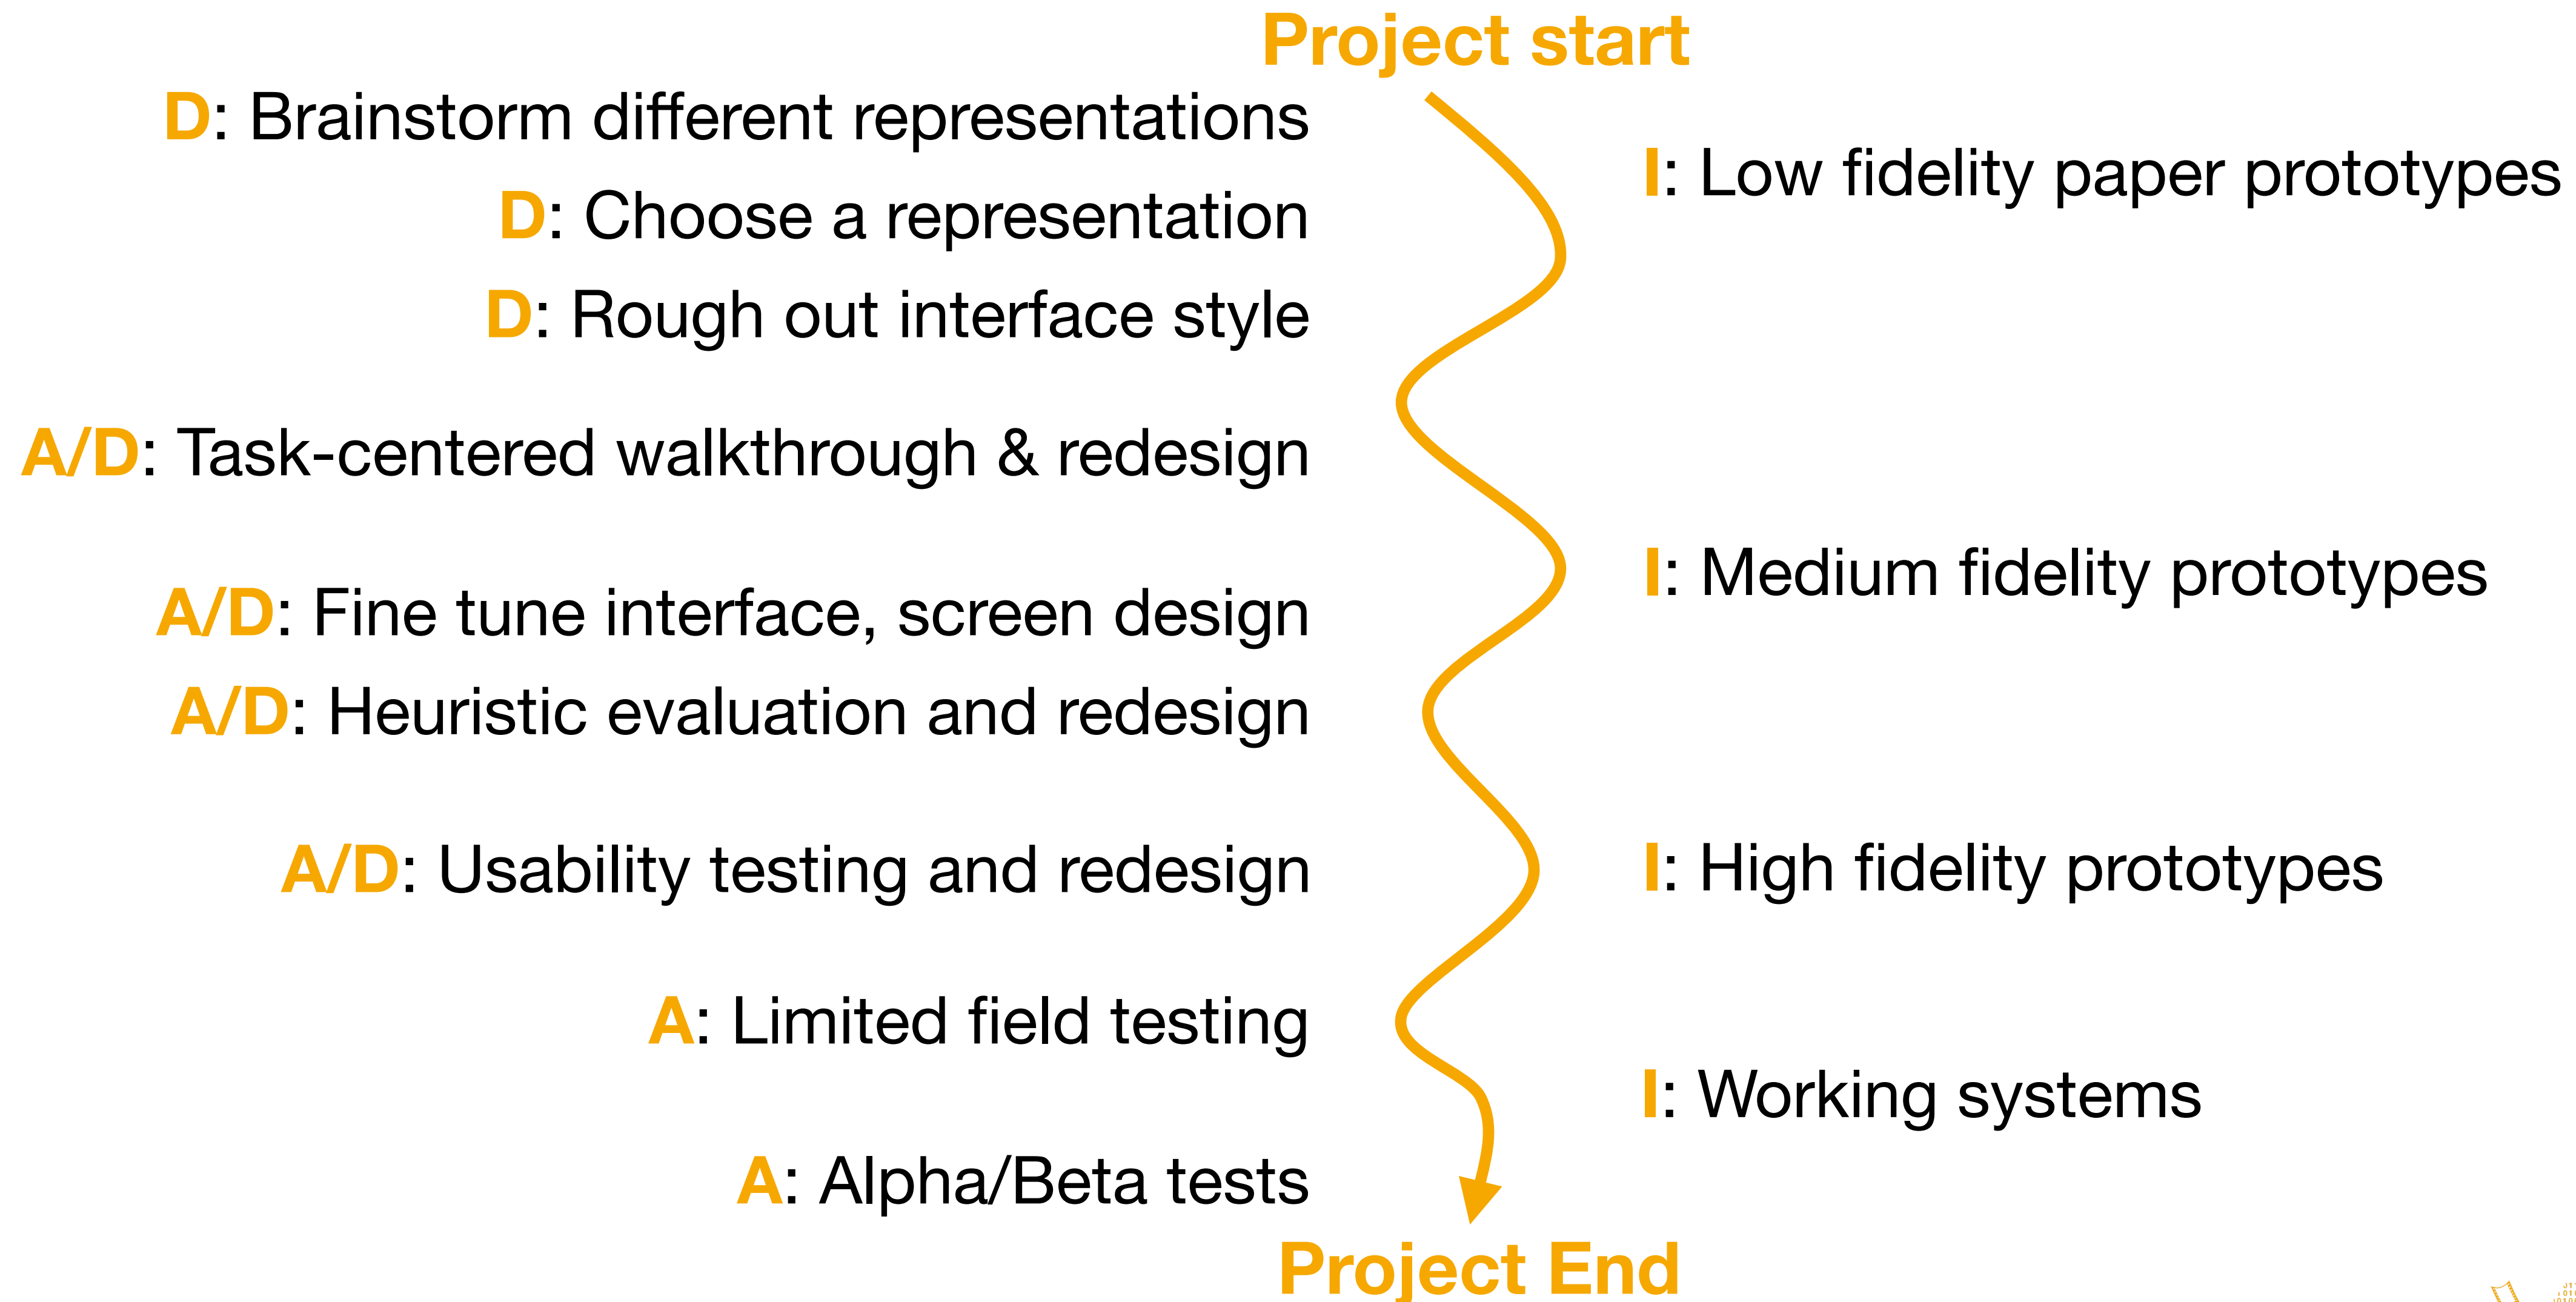 Project start
D: Brainstorm different representations
I: Low fidelity paper prototypes
D: Choose a representation
D: Rough out interface style
A/D: Task-centered walkthrough & redesign
I: Medium fidelity prototypes
A/D: Fine tune interface, screen design
A/D: Heuristic evaluation and redesign
A/D: Usability testing and redesign
I: High fidelity prototypes
A: Limited field testing
I: Working systems
A: Alpha/Beta tests
Project End